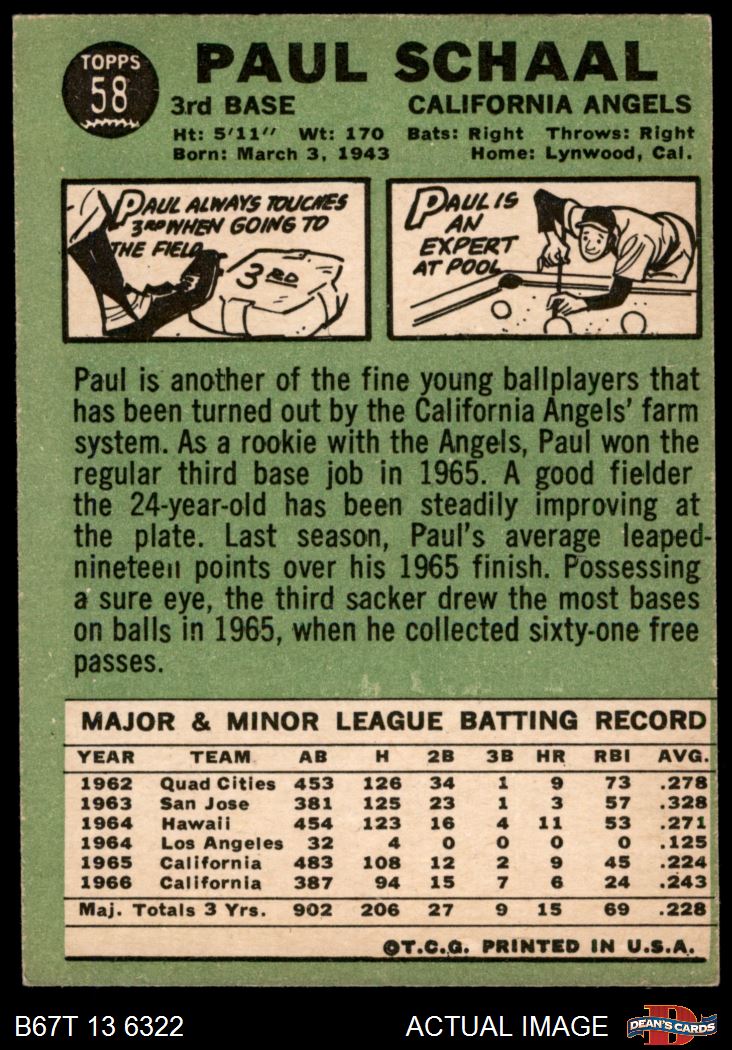 TOPPS
58
PAUL SCHAAL
3rd BASE CALIFORNIA ANGELS
Ht: 5'11" Wt: 170 Bats: Right Throws: Right
Born: March 3, 1943 Home: Lynwood, Cal.
PAUL ALWAYS TOUCHES
3RD WHEN GOING TO
THE FIELD
3RD
PAUL IS
AN
EXPERT
AT POOL
Paul is another of the fine young ballplayers that
has been turned out by the California Angels' farm
system. As a rookie with the Angels, Paul won the
regular third base job in 1965. A good fielder
the 24-year-old has been steadily improving at
the plate. Last season, Paul's average leaped-
nineteen points over his 1965 finish. Possessing
a sure eye, the third sacker drew the most bases
on balls in 1965, when he collected sixty-one free
passes.
MAJOR & MINOR LEAGUE BATTING RECORD
YEAR TEAM AB H 2B 3B HR RBI AVG.
1962 Quad Cities 453 126 34 1 9 73 .278
1963 San Jose 381 125 23 1 3 57 .328
1964 Hawaii 454 123 16 4 11 53 .271
1964 Los Angeles 32 4 0 0 0 0 .125
1965 California 483 108 12 2 9 45 .224
1966 California 387 94 15 7 6 24 .243
Maj. Totals 3 Yrs. 902 206 27 9 15 69 .228
©T.C.G. PRINTED IN U.S.A.
B67T 13 6322 ACTUAL IMAGE
D
DEAN'S CARDS